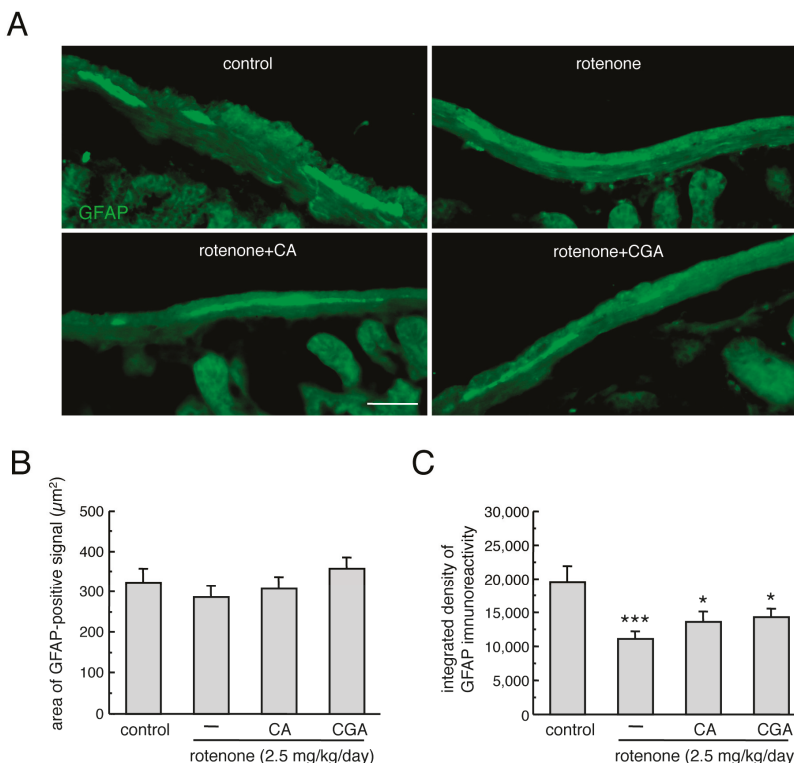 A
control
rotenone
GFAP
rotenone+CA
rotenone+CGA
B
area of GFAP-positive signal (µm²)
500
400
300
200
100
0
control
—
CA
CGA
rotenone (2.5 mg/kg/day)
C
integrated density of
GFAP imnunoreactivity
30,000
25,000
20,000
15,000
10,000
5,000
0
***
*
*
control
—
CA
CGA
rotenone (2.5 mg/kg/day